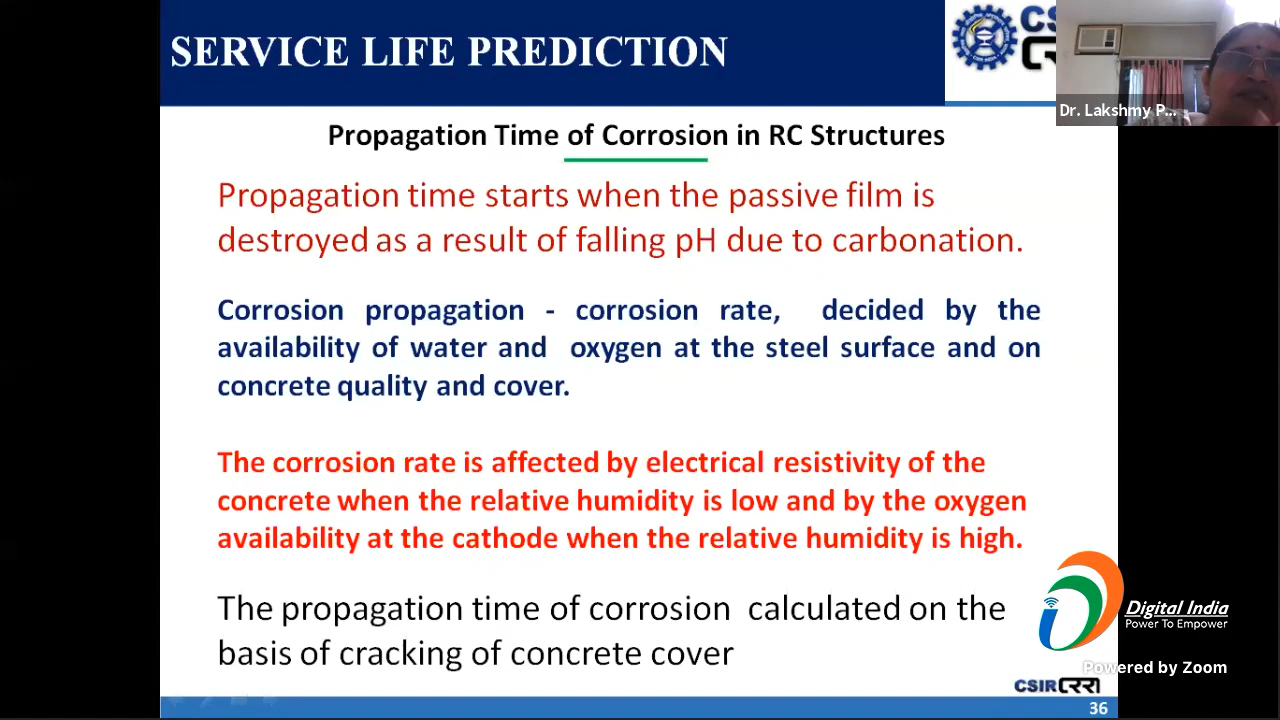 SERVICE LIFE PREDICTION
CS
CRRI
Dr. Lakshmy P...
Propagation Time of Corrosion in RC Structures
Propagation time starts when the passive film is
destroyed as a result of falling pH due to carbonation.
Corrosion propagation - corrosion rate, decided by the
availability of water and oxygen at the steel surface and on
concrete quality and cover.
The corrosion rate is affected by electrical resistivity of the
concrete when the relative humidity is low and by the oxygen
availability at the cathode when the relative humidity is high.
The propagation time of corrosion calculated on the
basis of cracking of concrete cover
Digital India
Power To Empower
Powered by Zoom
CSIR CRRI
36